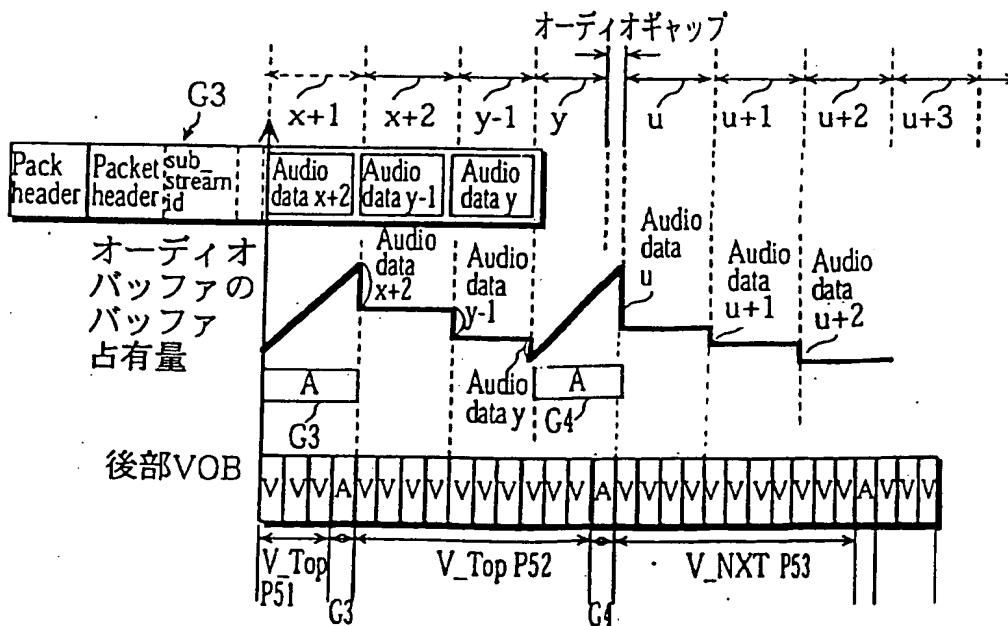 オーディオギャップ
G3
x+1
x+2
y-1
y
u
u+1
u+2
u+3
Pack header
Packet header
sub_stream id
Audio data x+2
Audio data y-1
Audio data y
オーディオ
バッファの
バッファ
占有量
Audio data x+2
Audio data y-1
Audio data y
Audio data u
Audio data u+1
Audio data u+2
A
G3
A
G4
後部VOB
V V V A V V V V V V V V V V A V V V V V V V V V V A V V V
V_Top P51
G3
V_Top P52
G4
V_NXT P53